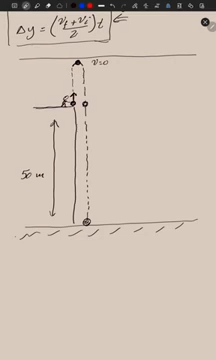 Δy = (v_f + v_i / 2) t
v=0
50 m